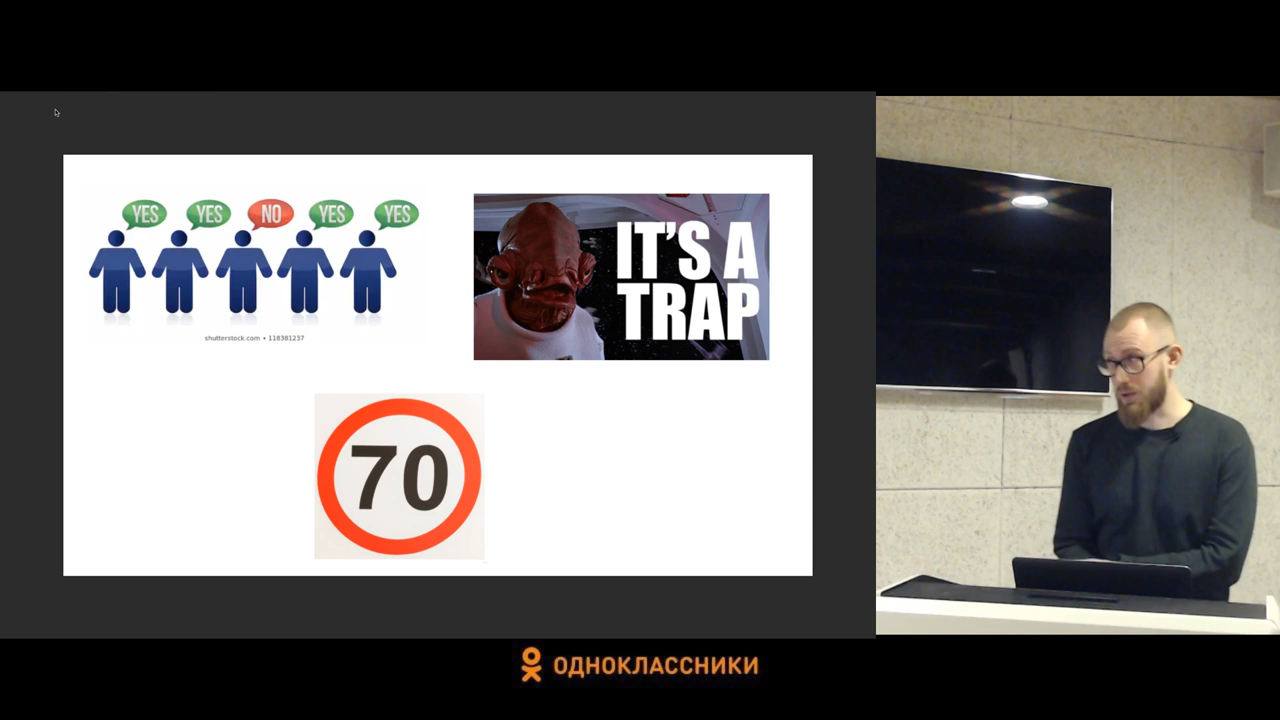 YES YES NO YES YES
shutterstock.com • 118381237
IT'S A
TRAP
70
ОДНОКЛАССНИКИ